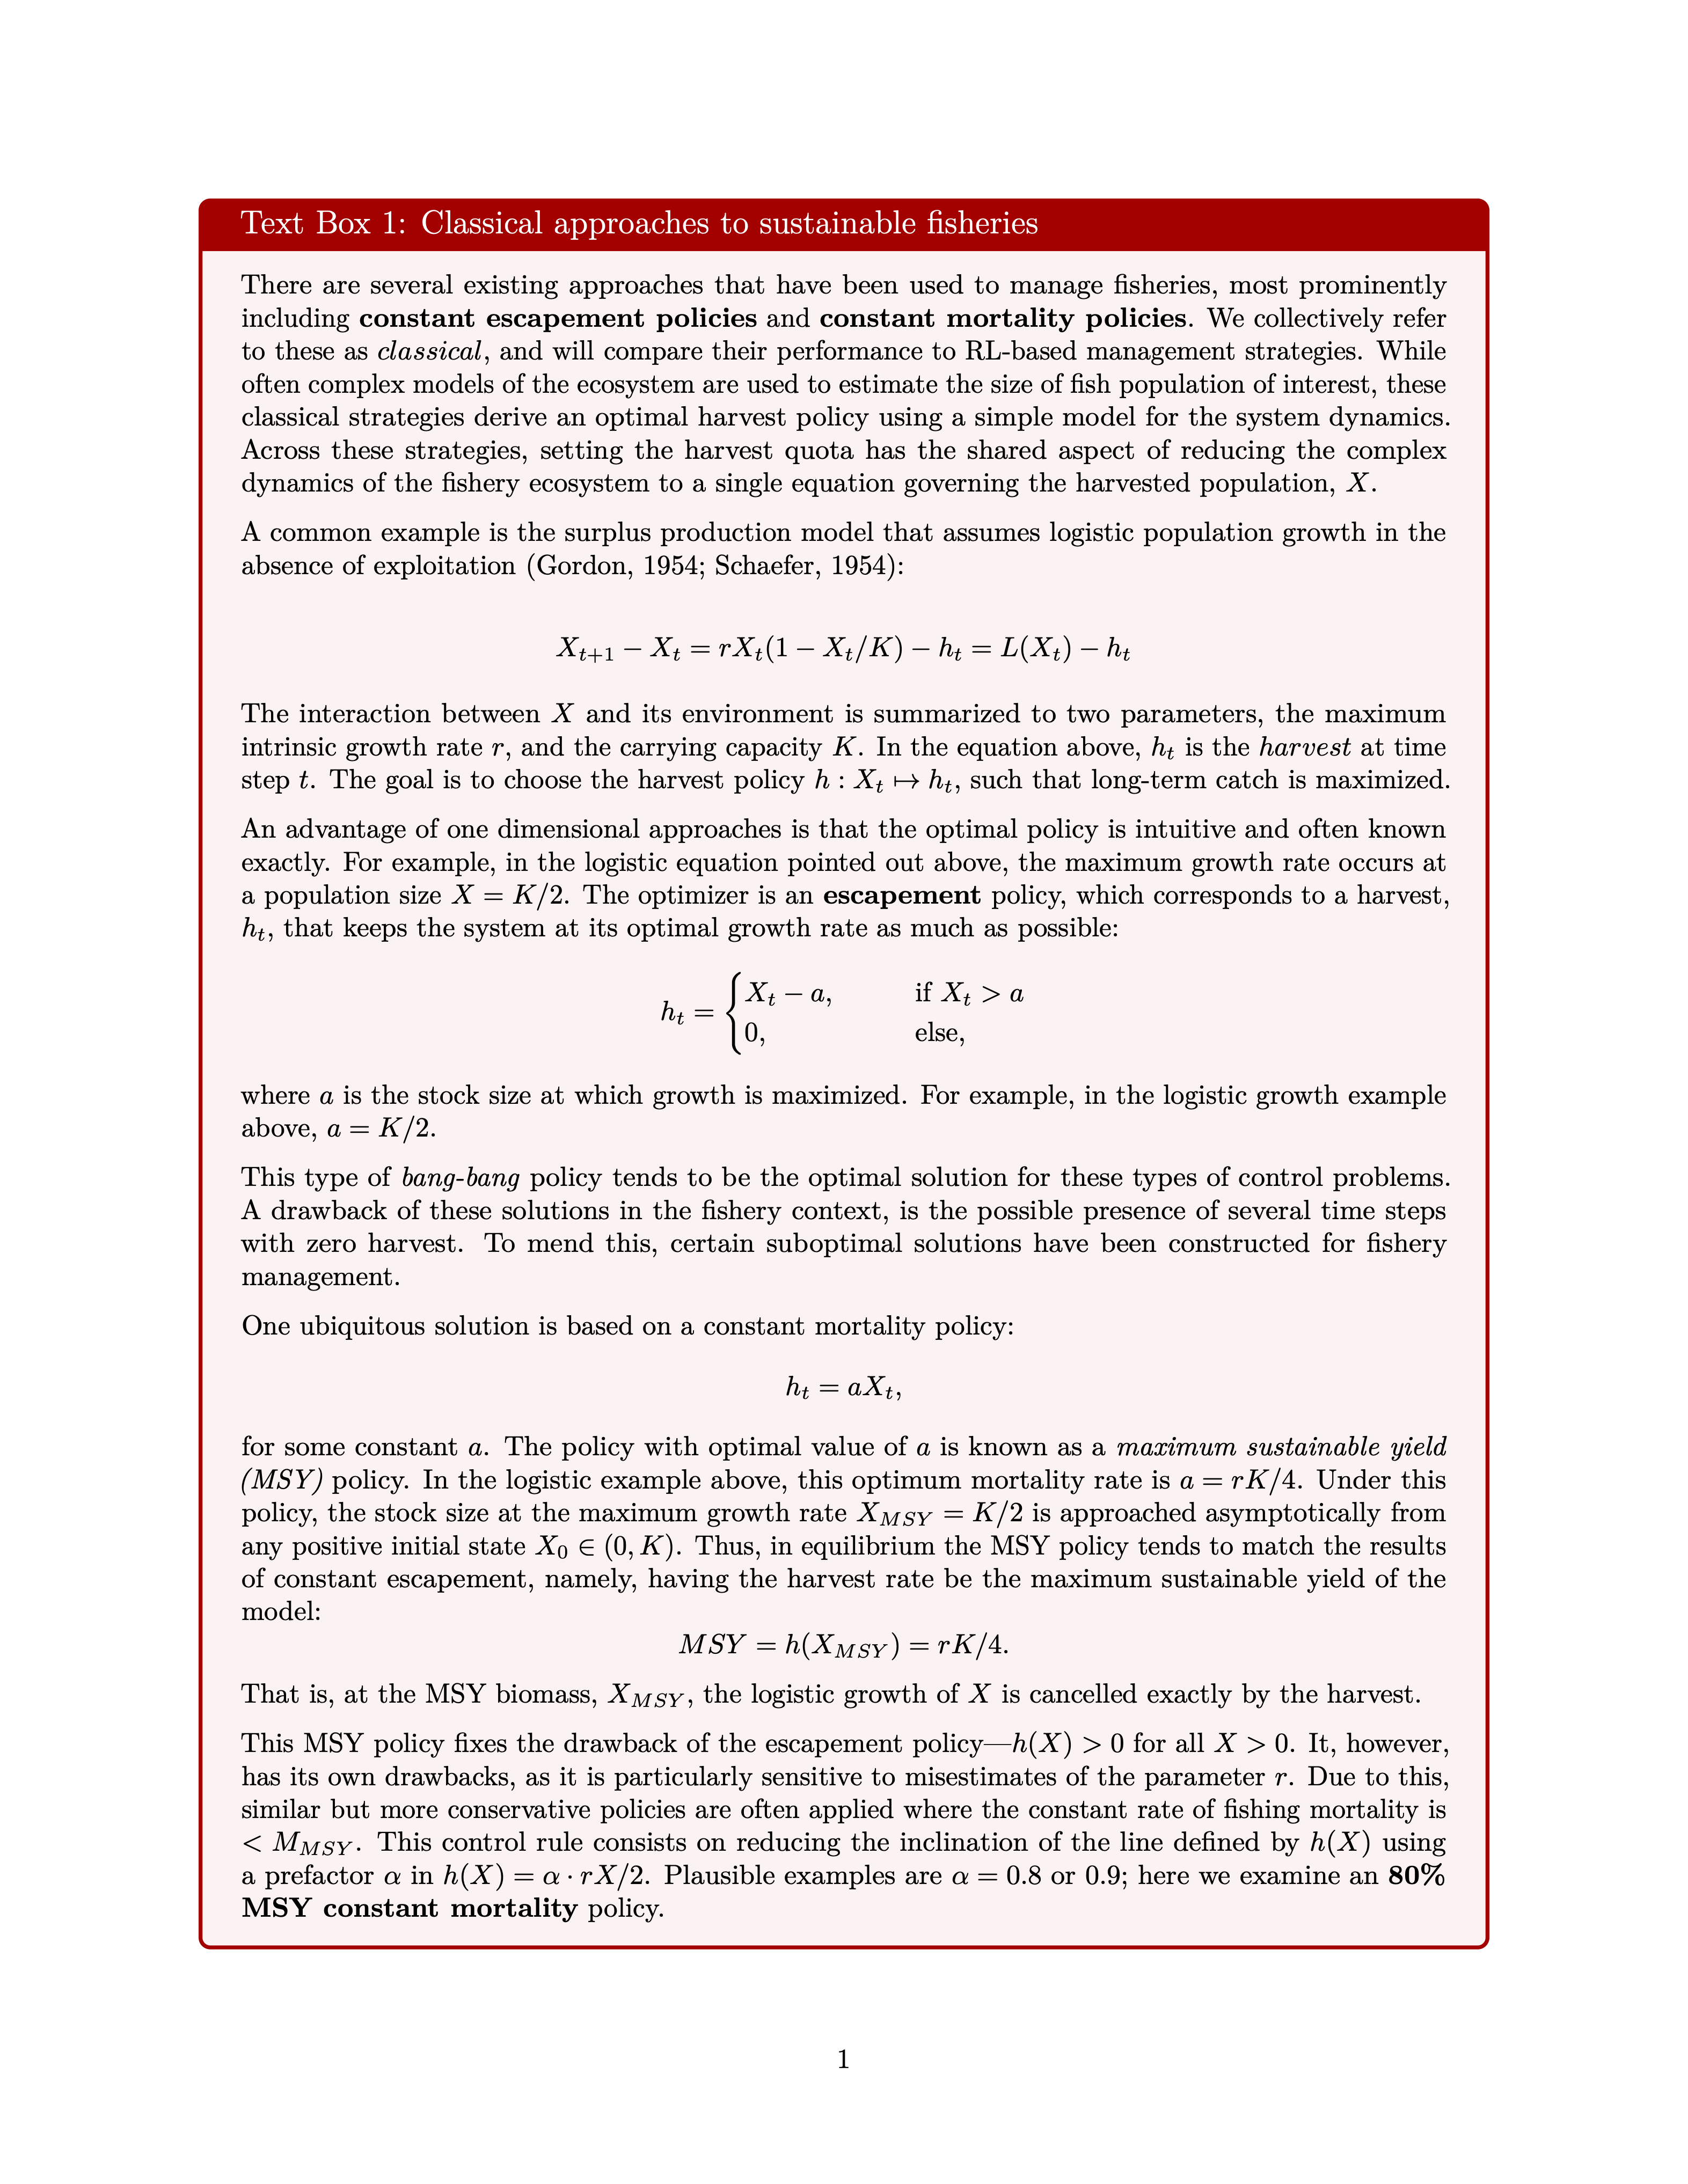 Text Box 1: Classical approaches to sustainable fisheries
There are several existing approaches that have been used to manage fisheries, most prominently
including constant escapement policies and constant mortality policies. We collectively refer
to these as classical, and will compare their performance to RL-based management strategies. While
often complex models of the ecosystem are used to estimate the size of fish population of interest, these
classical strategies derive an optimal harvest policy using a simple model for the system dynamics.
Across these strategies, setting the harvest quota has the shared aspect of reducing the complex
dynamics of the fishery ecosystem to a single equation governing the harvested population, X.
A common example is the surplus production model that assumes logistic population growth in the
absence of exploitation (Gordon, 1954; Schaefer, 1954):
X_{t+1} − X_t = rX_t(1 − X_t/K) − h_t = L(X_t) − h_t
The interaction between X and its environment is summarized to two parameters, the maximum
intrinsic growth rate r, and the carrying capacity K. In the equation above, h_t is the harvest at time
step t. The goal is to choose the harvest policy h : X_t ↦ h_t, such that long-term catch is maximized.
An advantage of one dimensional approaches is that the optimal policy is intuitive and often known
exactly. For example, in the logistic equation pointed out above, the maximum growth rate occurs at
a population size X = K/2. The optimizer is an escapement policy, which corresponds to a harvest,
h_t, that keeps the system at its optimal growth rate as much as possible:
h_t = { X_t − a, if X_t > a
0, else,
where a is the stock size at which growth is maximized. For example, in the logistic growth example
above, a = K/2.
This type of bang-bang policy tends to be the optimal solution for these types of control problems.
A drawback of these solutions in the fishery context, is the possible presence of several time steps
with zero harvest. To mend this, certain suboptimal solutions have been constructed for fishery
management.
One ubiquitous solution is based on a constant mortality policy:
h_t = aX_t,
for some constant a. The policy with optimal value of a is known as a maximum sustainable yield
(MSY) policy. In the logistic example above, this optimum mortality rate is a = rK/4. Under this
policy, the stock size at the maximum growth rate X_{MSY} = K/2 is approached asymptotically from
any positive initial state X_0 ∈ (0, K). Thus, in equilibrium the MSY policy tends to match the results
of constant escapement, namely, having the harvest rate be the maximum sustainable yield of the
model:
MSY = h(X_{MSY}) = rK/4.
That is, at the MSY biomass, X_{MSY}, the logistic growth of X is cancelled exactly by the harvest.
This MSY policy fixes the drawback of the escapement policy—h(X) > 0 for all X > 0. It, however,
has its own drawbacks, as it is particularly sensitive to misestimates of the parameter r. Due to this,
similar but more conservative policies are often applied where the constant rate of fishing mortality is
< M_{MSY}. This control rule consists on reducing the inclination of the line defined by h(X) using
a prefactor α in h(X) = α · rX/2. Plausible examples are α = 0.8 or 0.9; here we examine an 80%
MSY constant mortality policy.
1